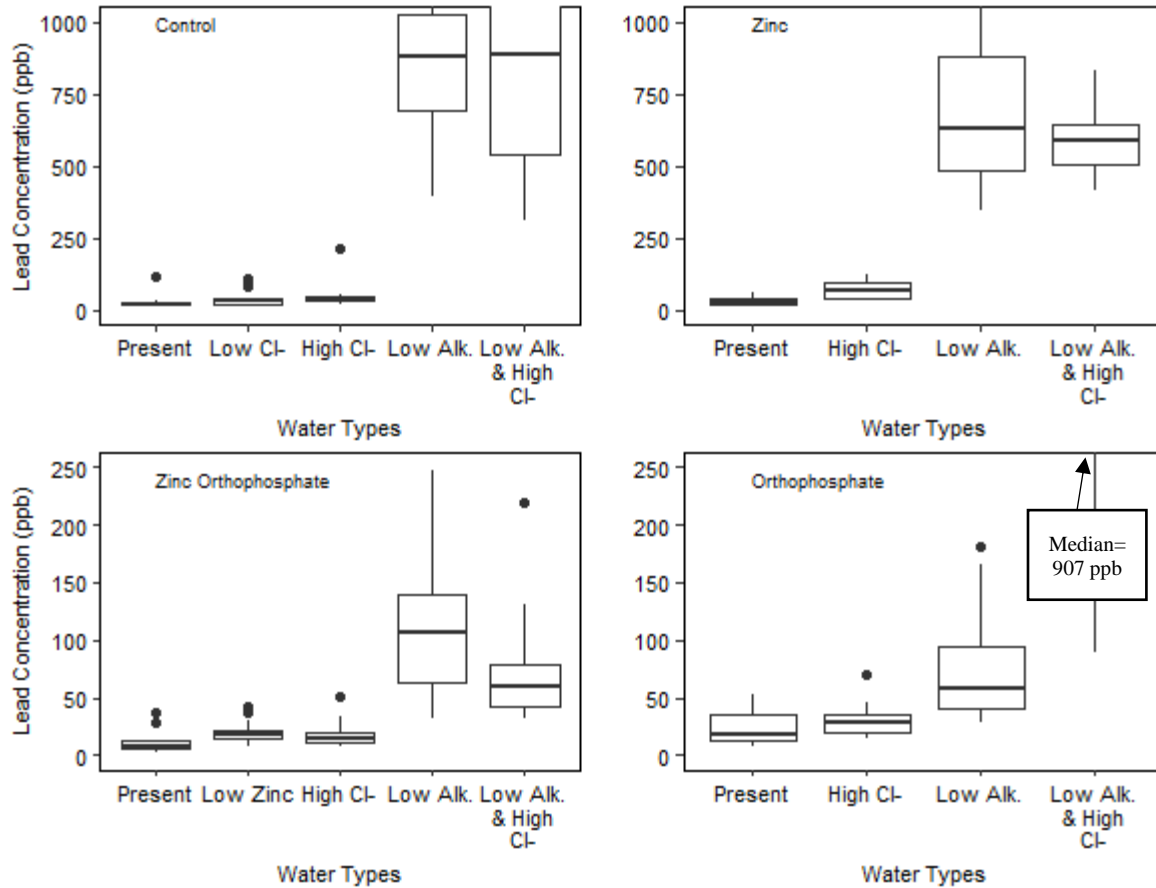 Control
Lead Concentration (ppb)
1000
750
500
250
0
Present
Low Cl-
High Cl-
Low Alk.
Low Alk.
& High
Cl-
Water Types
Zinc
1000
750
500
250
0
Present
High Cl-
Low Alk.
Low Alk.
& High
Cl-
Water Types
Zinc Orthophosphate
Lead Concentration (ppb)
250
200
150
100
50
0
Present
Low Zinc
High Cl-
Low Alk.
Low Alk.
& High
Cl-
Water Types
Orthophosphate
250
200
150
100
50
0
Median=
907 ppb
Present
High Cl-
Low Alk.
Low Alk.
& High
Cl-
Water Types